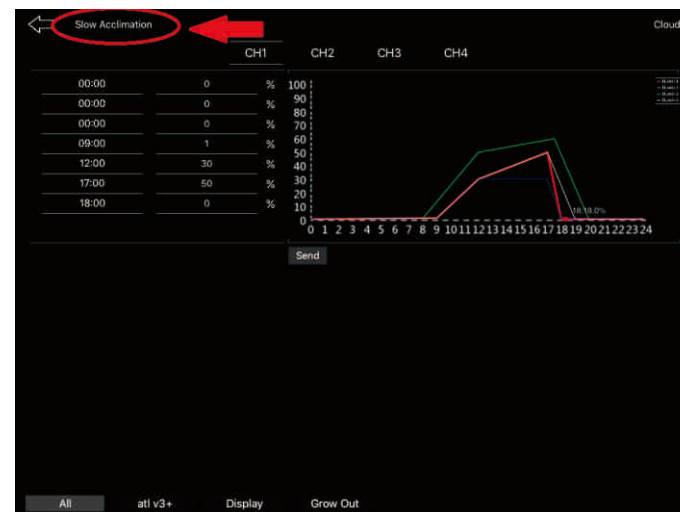 Slow Acclimation
Cloud
CH1 CH2 CH3 CH4
00:00 0 %
00:00 0 %
00:00 0 %
09:00 1 %
12:00 30 %
17:00 50 %
18:00 0 %
100
90
80
70
60
50
40
30
20
10
0
18:18.0%
0 1 2 3 4 5 6 7 8 9 10 11 12 13 14 15 16 17 18 19 20 21 22 23 24
Send
All atl v3+ Display Grow Out